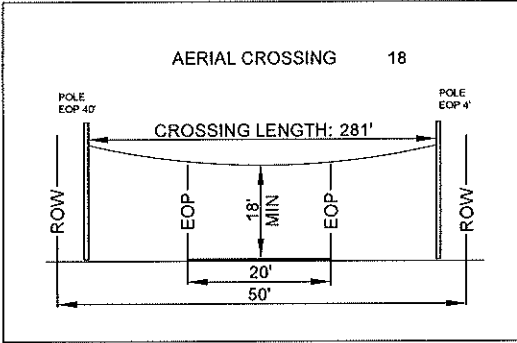 AERIAL CROSSING 18
POLE
EOP 40'
POLE
EOP 4'
CROSSING LENGTH: 281'
ROW
EOP
18'
MIN
EOP
ROW
20'
50'